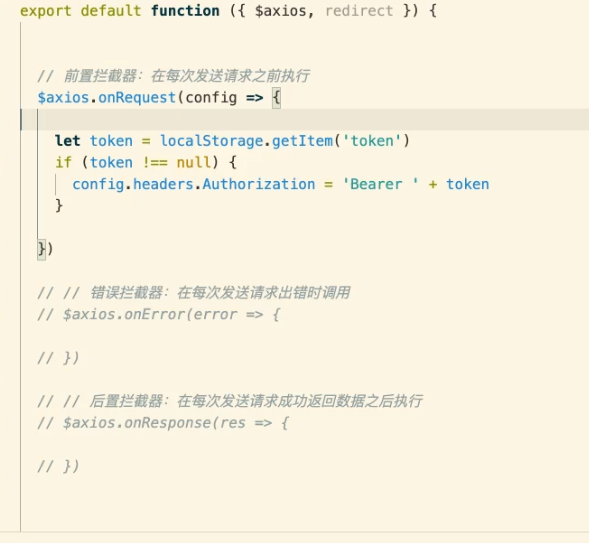 export default function ({ $axios, redirect }) {
// 前置拦截器：在每次发送请求之前执行
$axios.onRequest(config => {
let token = localStorage.getItem('token')
if (token !== null) {
config.headers.Authorization = 'Bearer ' + token
}
})
// // 错误拦截器：在每次发送请求出错时调用
// $axios.onError(error => {
// })
// // 后置拦截器：在每次发送请求成功返回数据之后执行
// $axios.onResponse(res => {
// })